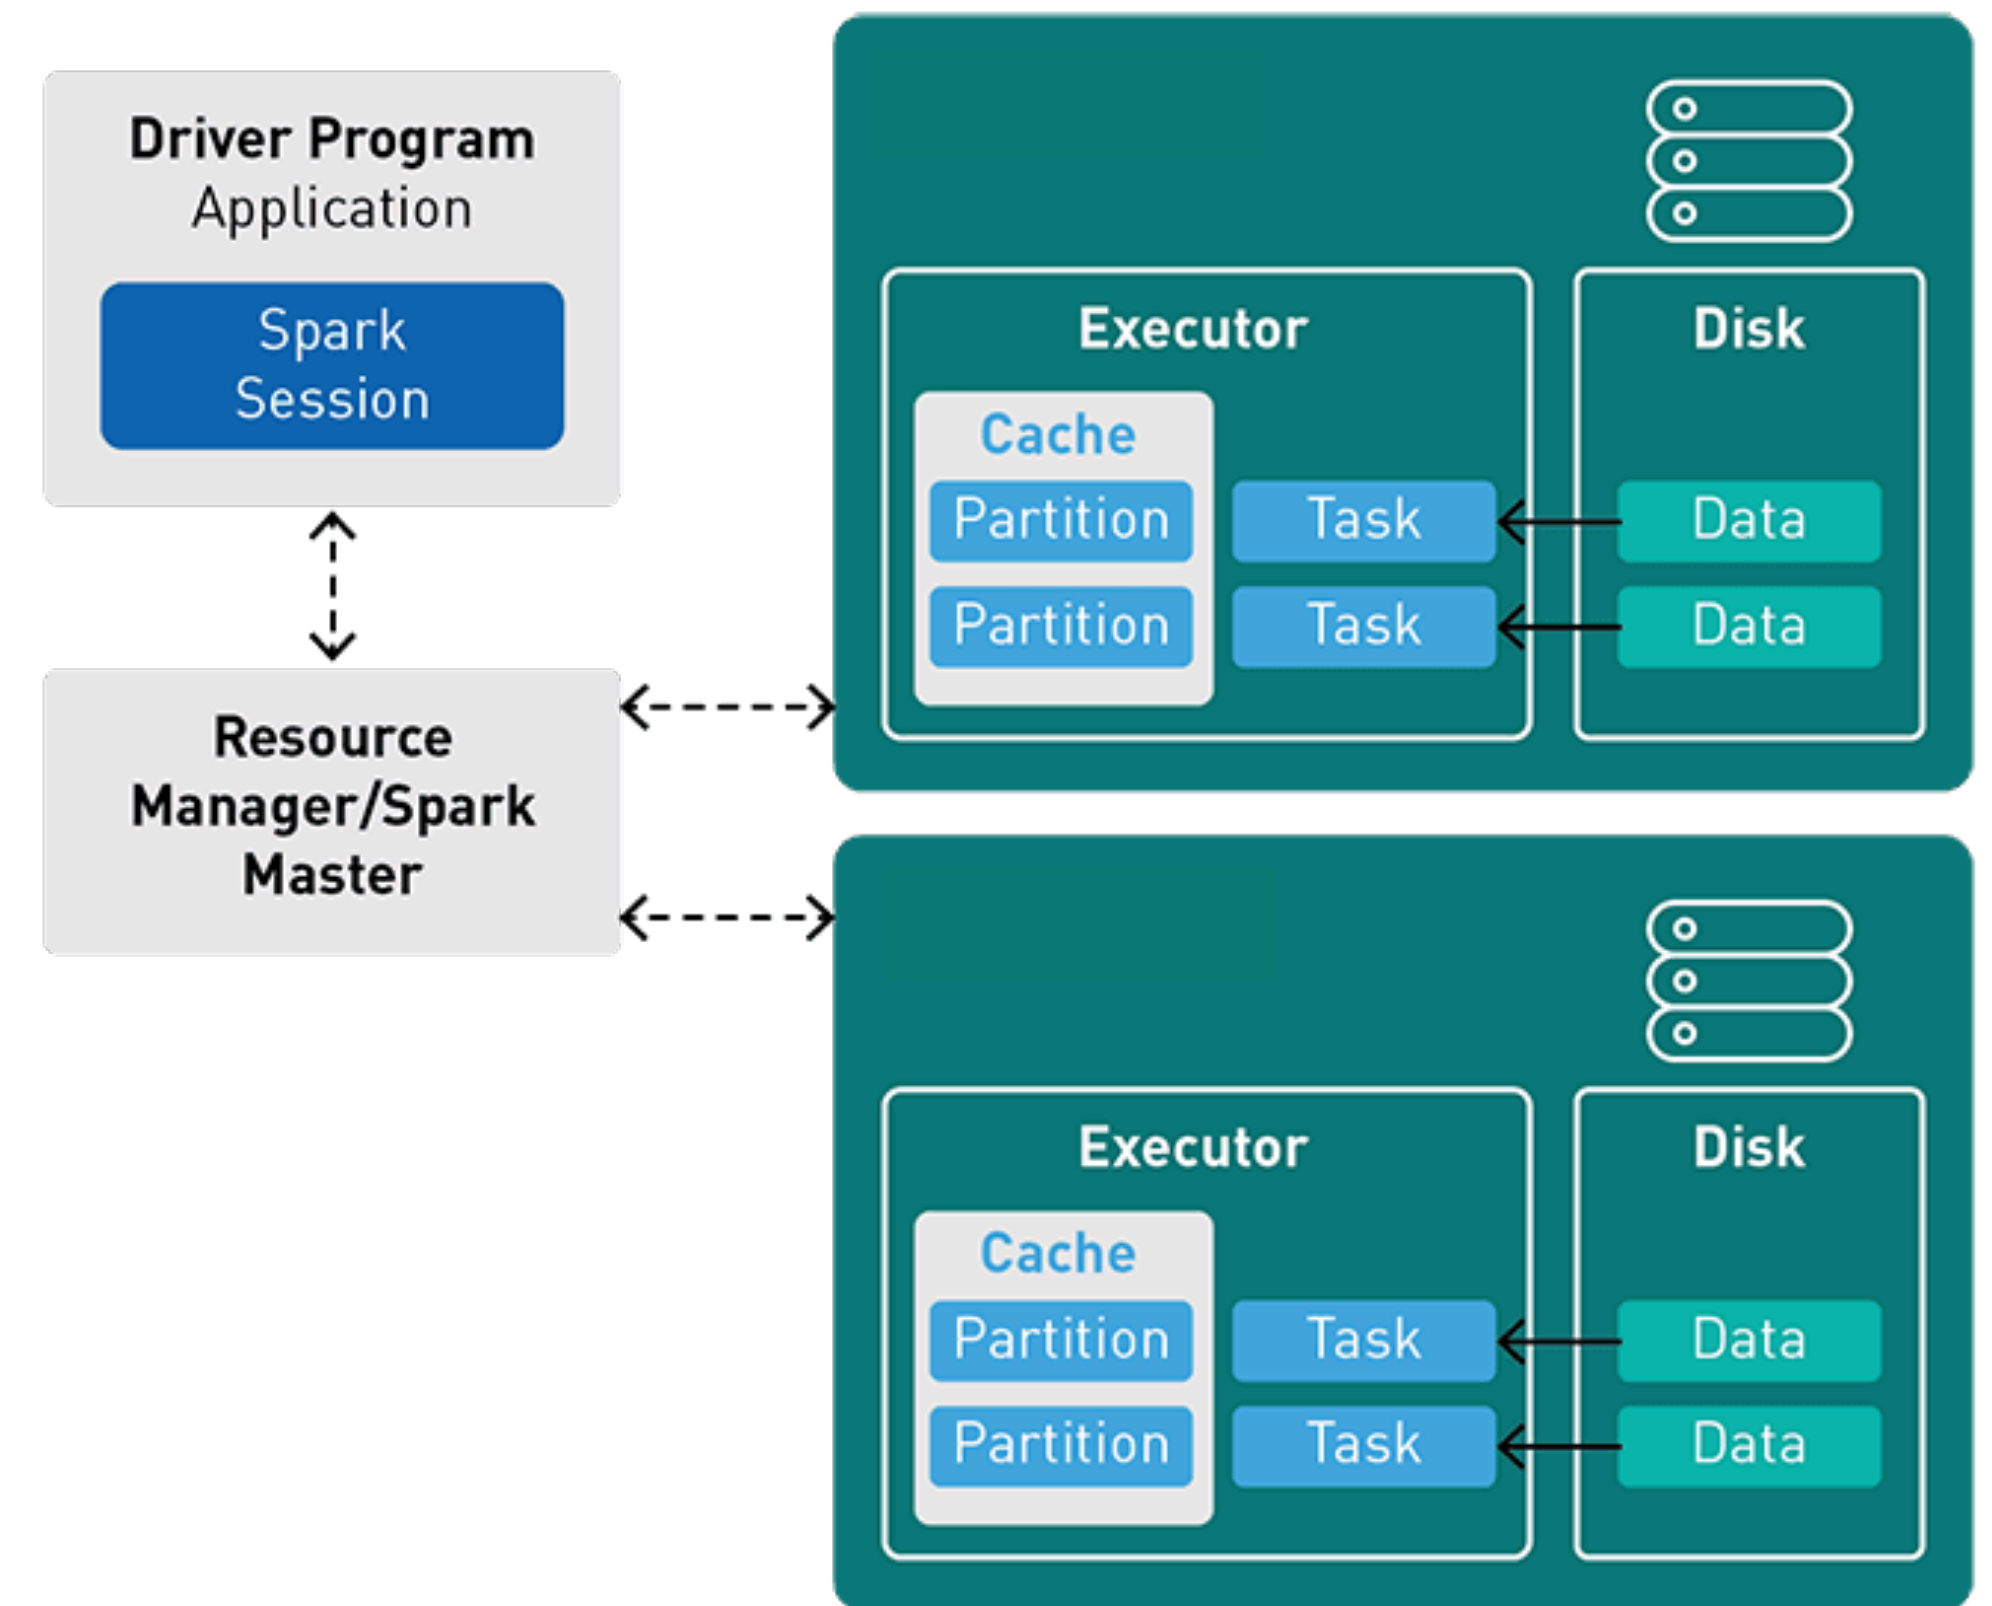 Driver Program
Application
Spark
Session
Resource
Manager/Spark
Master
Executor
Disk
Cache
Partition Task Data
Partition Task Data
Executor
Disk
Cache
Partition Task Data
Partition Task Data